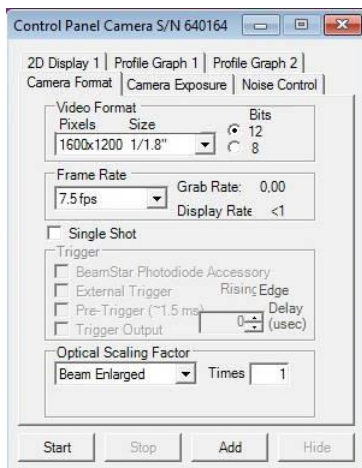 Control Panel Camera S/N 640164
2D Display 1 Profile Graph 1 Profile Graph 2
Camera Format Camera Exposure Noise Control
Video Format
Pixels Size Bits
1600x1200 1/1.8" 12
8
Frame Rate
7.5 fps Grab Rate: 0,00
Display Rate <1
Single Shot
Trigger
BeamStar Photodiode Accessory
External Trigger Rising Edge
Pre-Trigger (~1.5 ms) Delay
Trigger Output 0 (usec)
Optical Scaling Factor
Beam Enlarged Times 1
Start Stop Add Hide